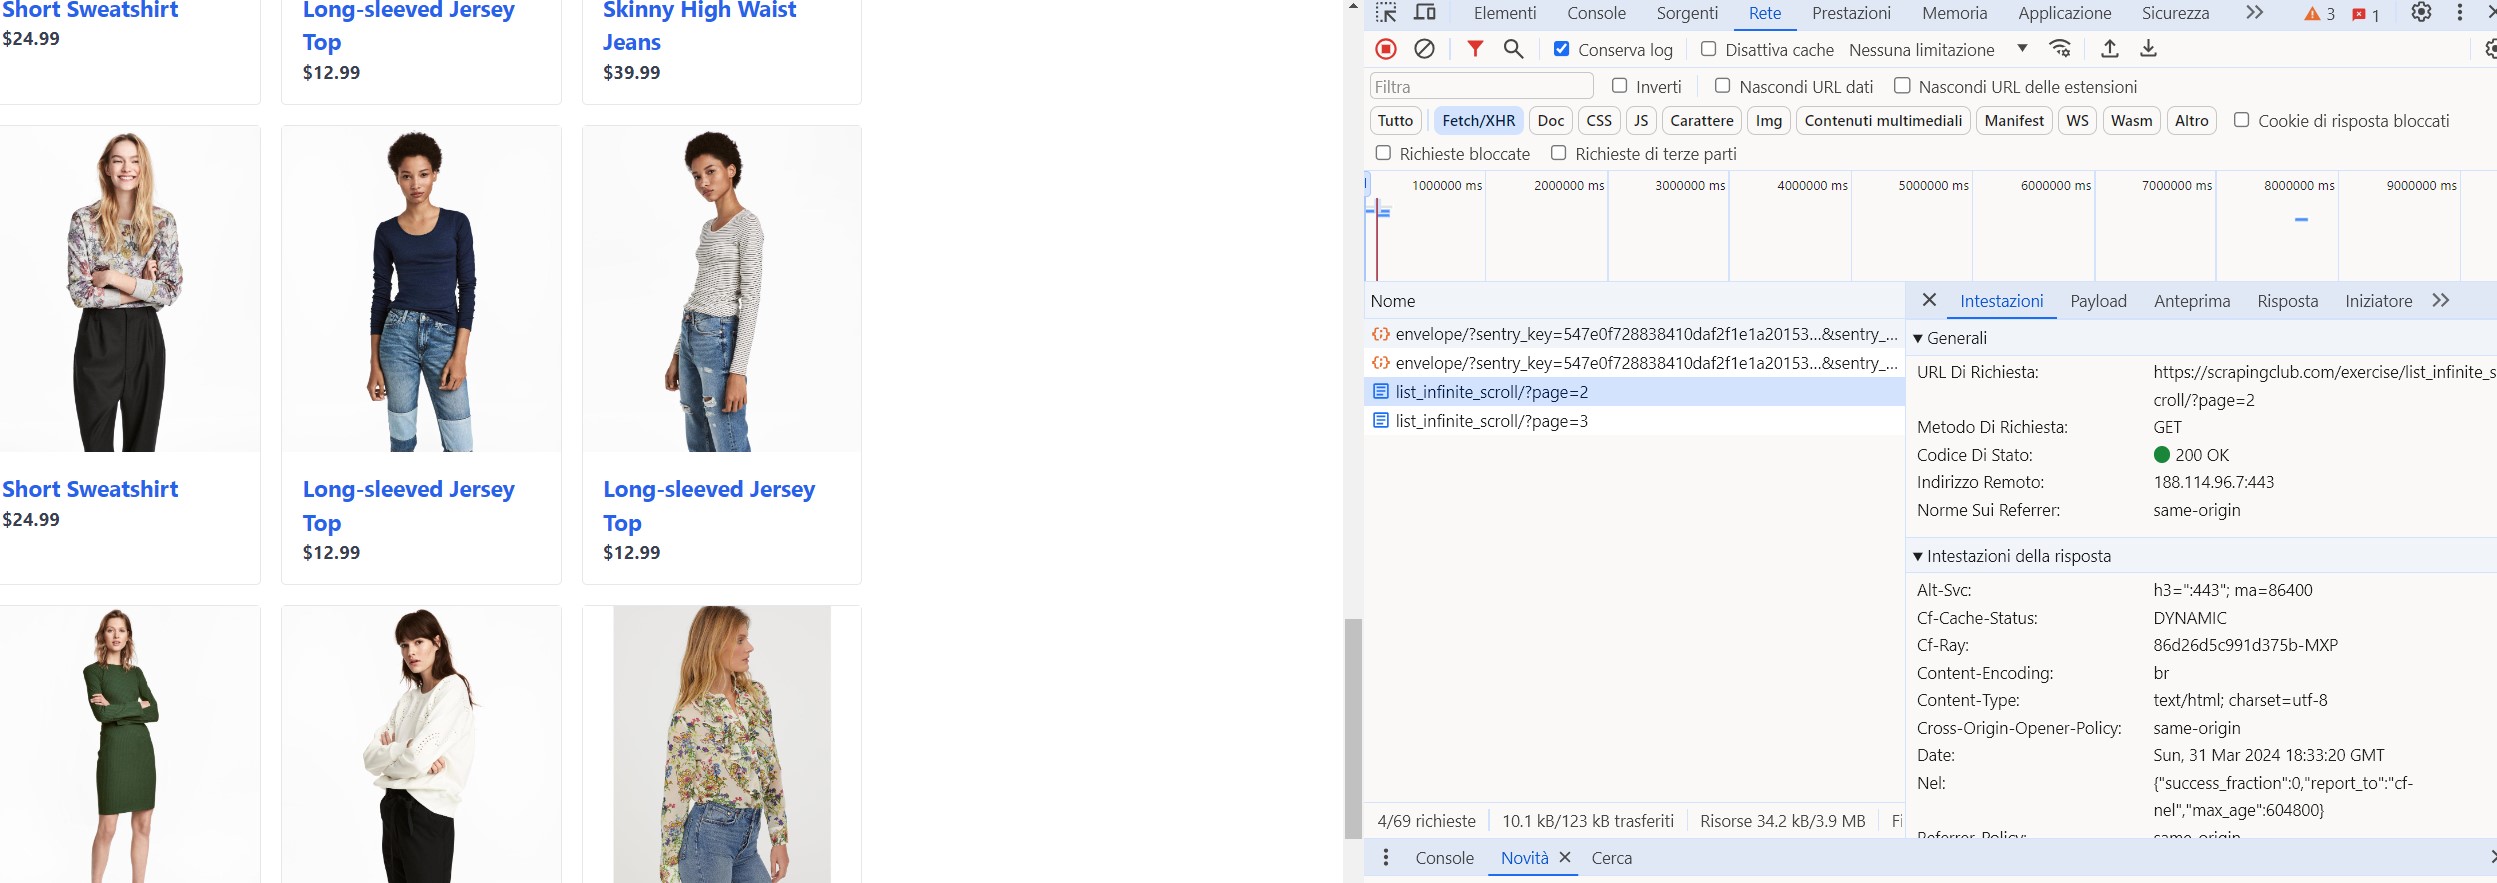 Short Sweatshirt
$24.99
Long-sleeved Jersey
Top
$12.99
Skinny High Waist
Jeans
$39.99
Short Sweatshirt
$24.99
Long-sleeved Jersey
Top
$12.99
Long-sleeved Jersey
Top
$12.99
Elementi Console Sorgenti Rete Prestazioni Memoria Applicazione Sicurezza 3 1
Conserva log Disattiva cache Nessuna limitazione
Filtra Inverti Nascondi URL dati Nascondi URL delle estensioni
Tutto Fetch/XHR Doc CSS JS Carattere Img Contenuti multimediali Manifest WS Wasm Altro Cookie di risposta bloccati
Richieste bloccate Richieste di terze parti
1000000 ms 2000000 ms 3000000 ms 4000000 ms 5000000 ms 6000000 ms 7000000 ms 8000000 ms 9000000 ms
Nome
envelope/?sentry_key=547e0f728838410daf2f1e1a20153...&sentry_...
envelope/?sentry_key=547e0f728838410daf2f1e1a20153...&sentry_...
list_infinite_scroll/?page=2
list_infinite_scroll/?page=3
4/69 richieste 10.1 kB/123 kB trasferiti Risorse 34.2 kB/3.9 MB Fi
Intestazioni Payload Anteprima Risposta Iniziatore
Generali
URL Di Richiesta: https://scrapingclub.com/exercise/list_infinite_s
croll/?page=2
Metodo Di Richiesta: GET
Codice Di Stato: 200 OK
Indirizzo Remoto: 188.114.96.7:443
Norme Sui Referrer: same-origin
Intestazioni della risposta
Alt-Svc: h3=":443"; ma=86400
Cf-Cache-Status: DYNAMIC
Cf-Ray: 86d26d5c991d375b-MXP
Content-Encoding: br
Content-Type: text/html; charset=utf-8
Cross-Origin-Opener-Policy: same-origin
Date: Sun, 31 Mar 2024 18:33:20 GMT
Nel: {"success_fraction":0,"report_to":"cf-
nel","max_age":604800}
Referrer-Policy: same-origin
Console Novità Cerca